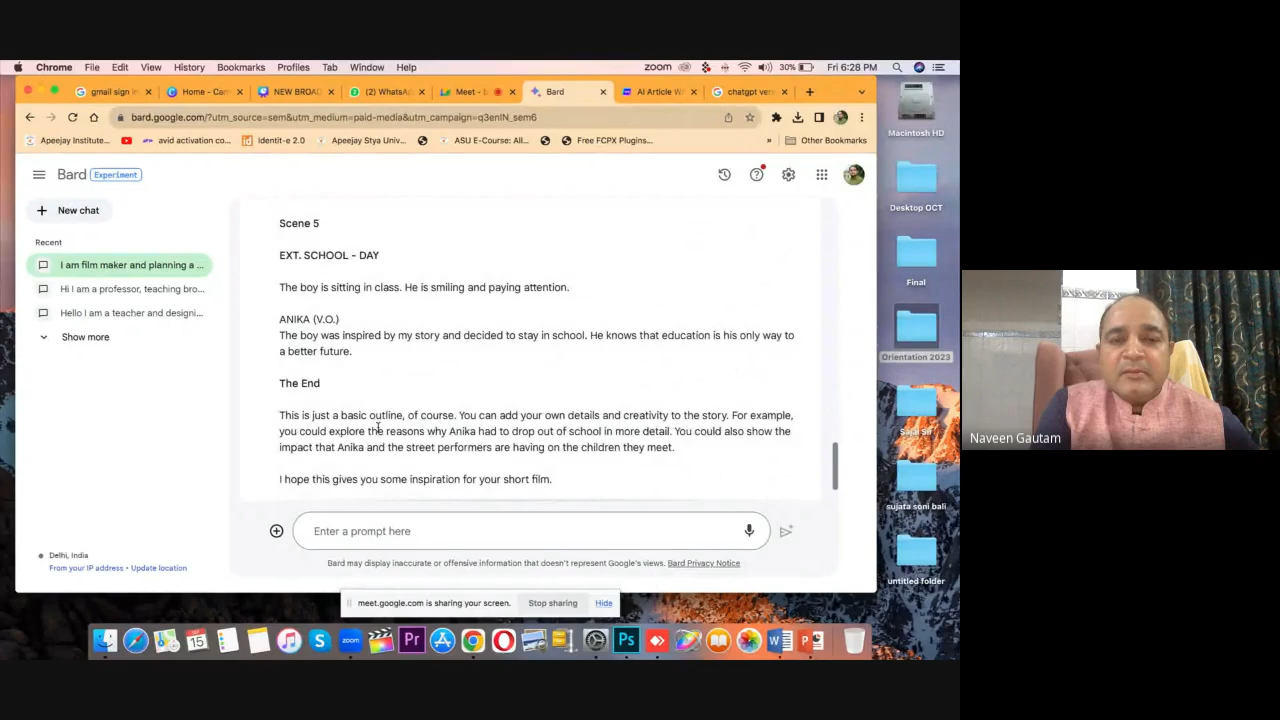 Chrome File Edit View History Bookmarks Profiles Tab Window Help zoom 30% Fri 6:28 PM
gmail sign in Home - Can NEW BROAD (2) WhatsA Meet - b Bard AI Article W chatgpt ver
bard.google.com/?utm_source=sem&utm_medium=paid-media&utm_campaign=q3enIN_sem6
Apeejay Institute... avid activation co... Identit-e 2.0 Apeejay Stya Univ... ASU E-Course: All... Free FCPX Plugins... » Other Bookmarks
Macintosh HD
Bard Experiment
New chat
Desktop OCT
Recent
I am film maker and planning a ...
Hi I am a professor, teaching bro...
Hello I am a teacher and designi...
Show more
Scene 5
EXT. SCHOOL - DAY
The boy is sitting in class. He is smiling and paying attention.
ANIKA (V.O.)
The boy was inspired by my story and decided to stay in school. He knows that education is his only way to
a better future.
The End
This is just a basic outline, of course. You can add your own details and creativity to the story. For example,
you could explore the reasons why Anika had to drop out of school in more detail. You could also show the
impact that Anika and the street performers are having on the children they meet.
I hope this gives you some inspiration for your short film.
Final
Orientation 2023
Sajal Sir
sujata soni bali
untitled folder
Enter a prompt here
Bard may display inaccurate or offensive information that doesn't represent Google's views. Bard Privacy Notice
Delhi, India
From your IP address • Update location
meet.google.com is sharing your screen. Stop sharing Hide
Naveen Gautam
SEP
15
zoom
Pr
Ps
W
P